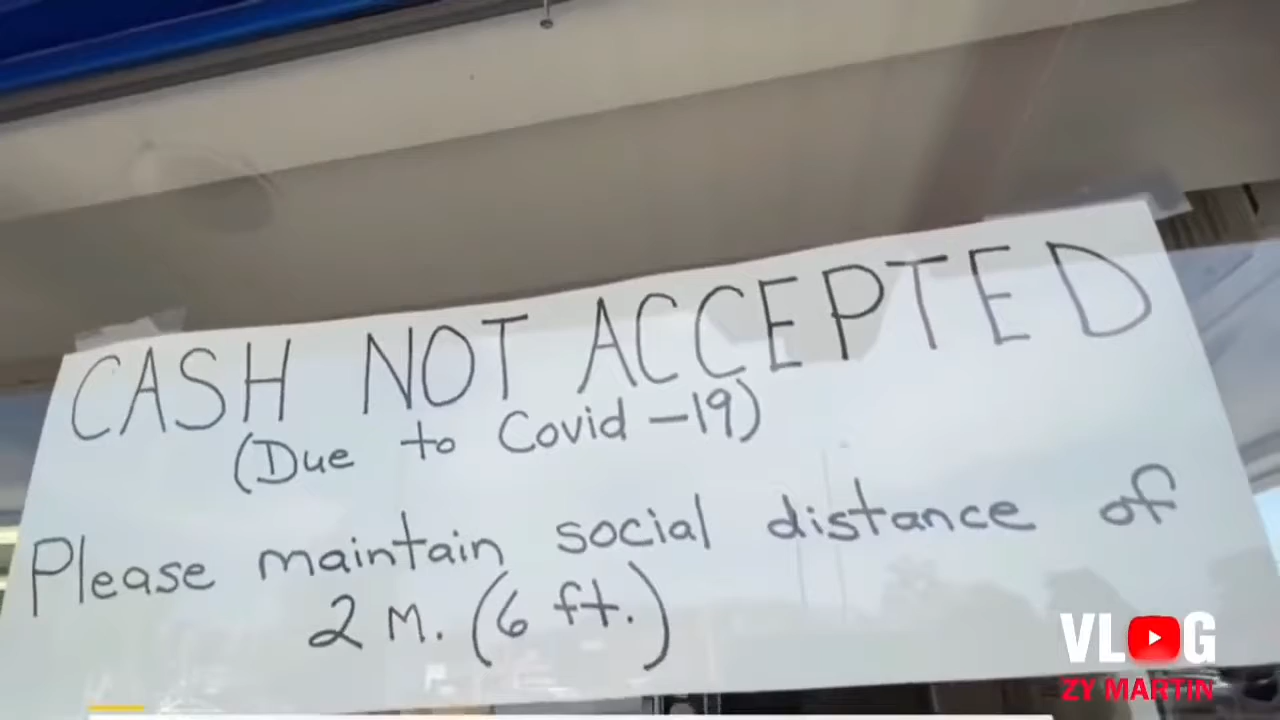 CASH NOT ACCEPTED
(Due to Covid-19)
Please maintain social distance of
2 M. (6 ft.)
VLOG
ZY MARTIN